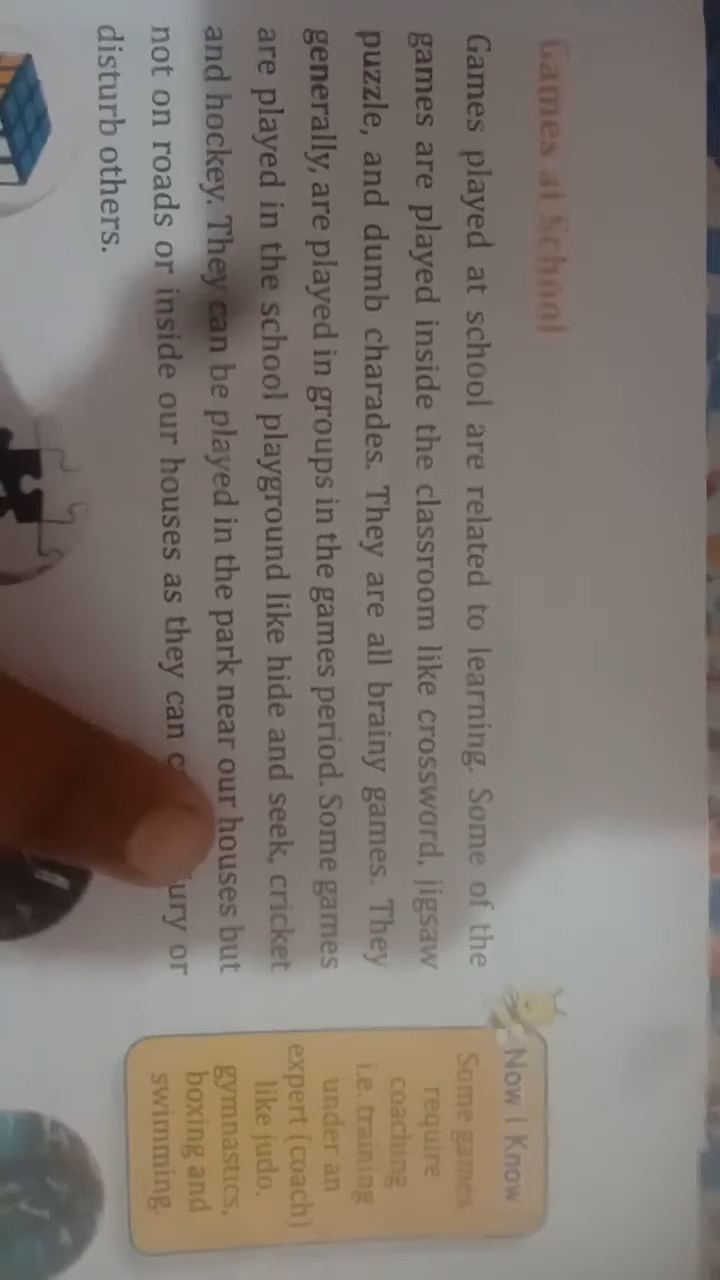 Games at School
Games played at school are related to learning. Some of the
games are played inside the classroom like crossword, jigsaw
puzzle, and dumb charades. They are all brainy games. They
generally, are played in groups in the games period. Some games
are played in the school playground like hide and seek, cricket
and hockey. They can be played in the park near our houses but
not on roads or inside our houses as they can or
disturb others.
Now I Know
Some games
require
coaching
i.e. training
under an
expert (coach)
like judo,
gymnastics,
boxing and
swimming.